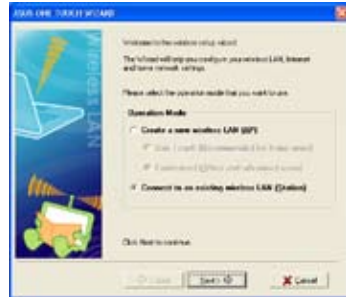 ASUS ONE TOUCH WIZARD
Wireless LAN
Welcome to the wireless setup wizard.
The Wizard will help you configure your wireless LAN, Internet
and home network settings.
Please select the operation mode that you want to use.
Operation Mode
Create a new wireless LAN (AP)
Connect to an existing wireless LAN (Station)
Click Next to continue.
Next
Cancel